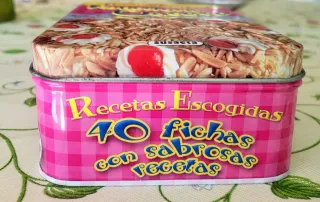 Recetas Escogidas
40 fichas
con sabrosas
recetas